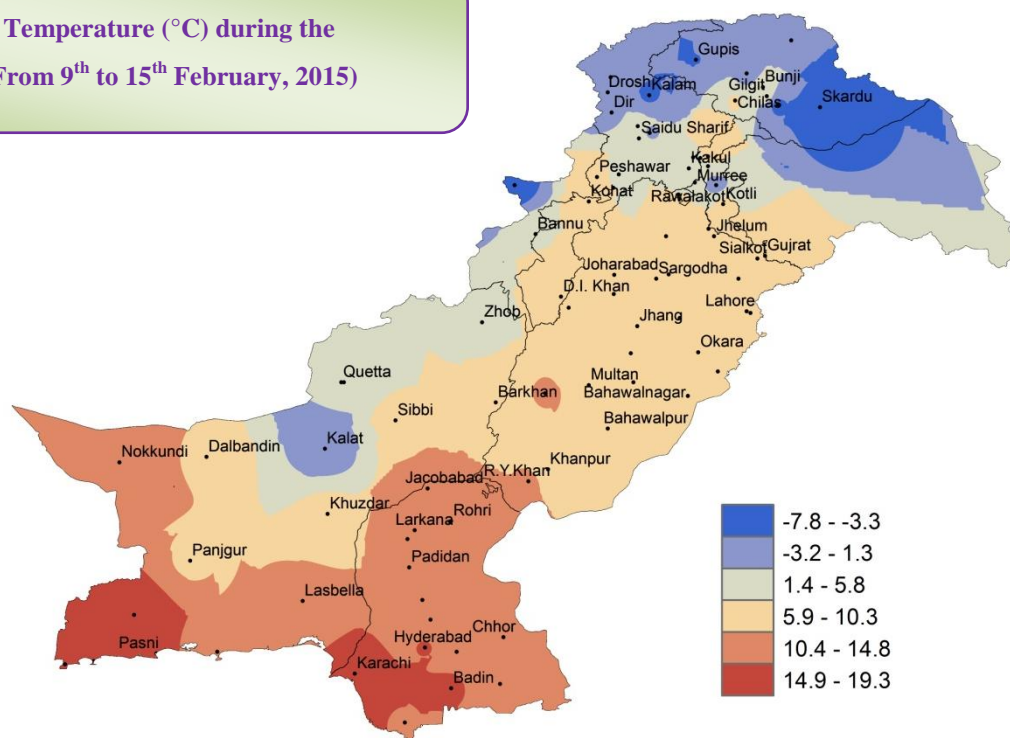 Temperature (°C) during the
From 9th to 15th February, 2015)
Gupis
Drosh
Kalam
Gilgit
Bunji
Dir
Chilas
Skardu
Saidu Sharif
Peshawar
Kakul
Murree
Kohat
Rawalakot
Kotli
Bannu
Jhelum
Sialkot
Gujrat
Joharabad
Sargodha
D.I. Khan
Lahore
Zhob
Jhang
Okara
Quetta
Multan
Barkhan
Bahawalnagar
Sibbi
Bahawalpur
Kalat
Nokkundi
Dalbandin
Khanpur
R.Y.Khan
Jacobabad
Khuzdar
Rohri
Larkana
Panjgur
Padidan
Lasbella
Pasni
Hyderabad
Chhor
Karachi
Badin
-7.8 - -3.3
-3.2 - 1.3
1.4 - 5.8
5.9 - 10.3
10.4 - 14.8
14.9 - 19.3